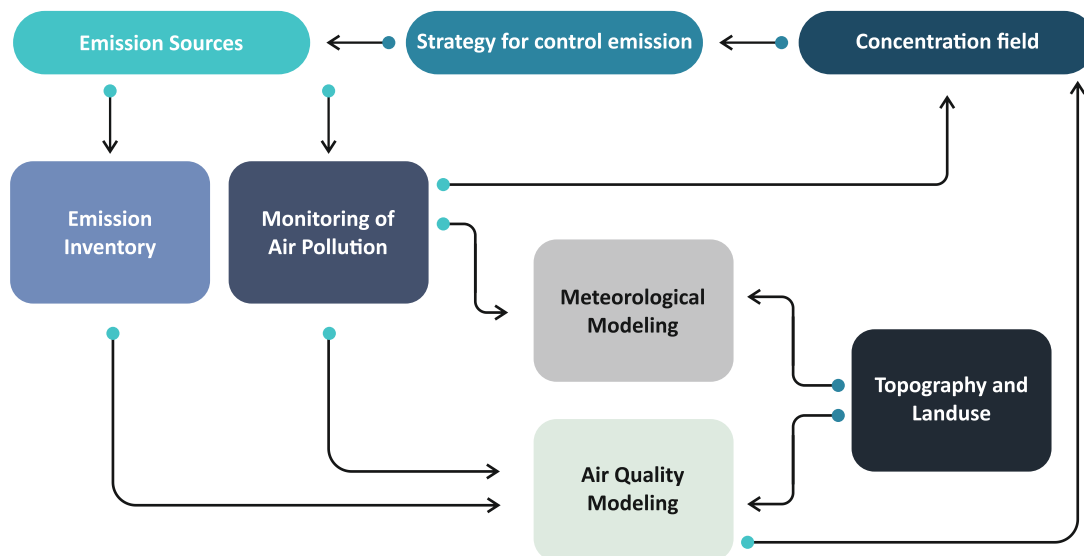 Emission Sources
Strategy for control emission
Concentration field
Emission
Inventory
Monitoring of
Air Pollution
Meteorological
Modeling
Topography and
Landuse
Air Quality
Modeling